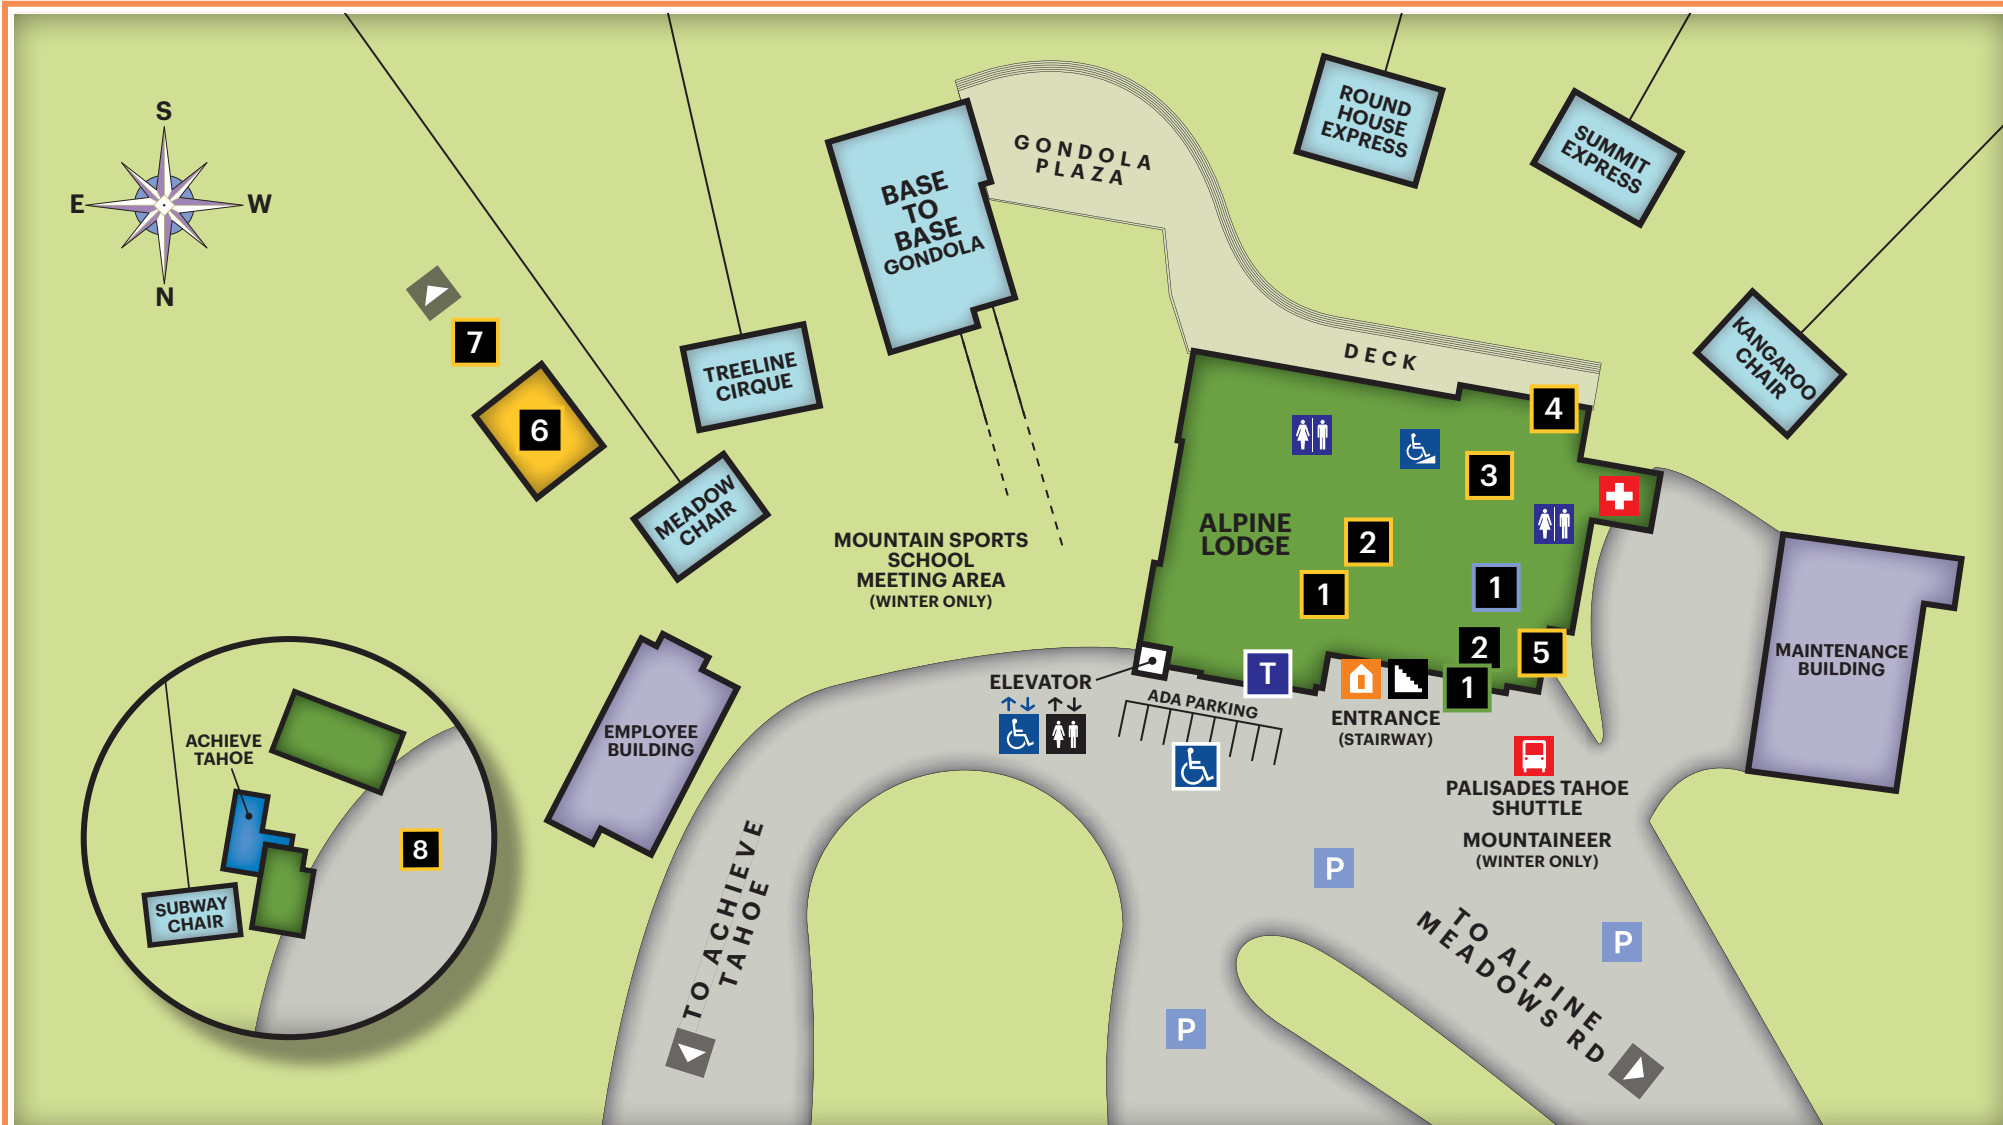 S
E
W
N
7
6
TREELINE
CIRQUE
MEADOW
CHAIR
BASE
TO
BASE
GONDOLA
GONDOLA
PLAZA
ROUND
HOUSE
EXPRESS
SUMMIT
EXPRESS
KANGAROO
CHAIR
DECK
4
3
ALPINE
LODGE
2
1
1
2
5
1
T
MOUNTAIN SPORTS
SCHOOL
MEETING AREA
(WINTER ONLY)
ELEVATOR
ADA PARKING
ENTRANCE
(STAIRWAY)
MAINTENANCE
BUILDING
EMPLOYEE
BUILDING
PALISADES TAHOE
SHUTTLE
MOUNTAINEER
(WINTER ONLY)
ACHIEVE
TAHOE
8
SUBWAY
CHAIR
TO ACHIEVE
TAHOE
P
P
P
TO ALPINE
MEADOWS RD